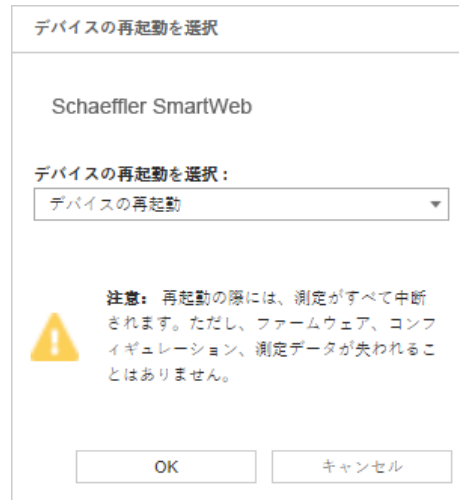 デバイスの再起動を選択
Schaeffler SmartWeb
デバイスの再起動を選択：
デバイスの再起動
注意： 再起動の際には、測定がすべて中断
されます。ただし、ファームウェア、コンフ
ィギュレーション、測定データが失われるこ
とはありません。
OK
キャンセル